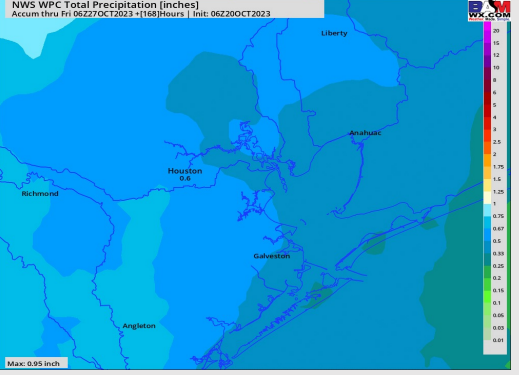 NWS WPC Total Precipitation [inches]
Accum thru Fri 06Z27OCT2023 +[168]Hours | Init: 06Z20OCT2023
BAM
WX.COM
Liberty
Anahuac
Houston
0.6
Richmond
Galveston
Angleton
Max: 0.95 inch
20
15
12
10
8
6
5
4
3
2.5
2
1.75
1.5
1.25
1
0.75
0.67
0.5
0.33
0.25
0.2
0.15
0.1
0.05
0.03
0.01